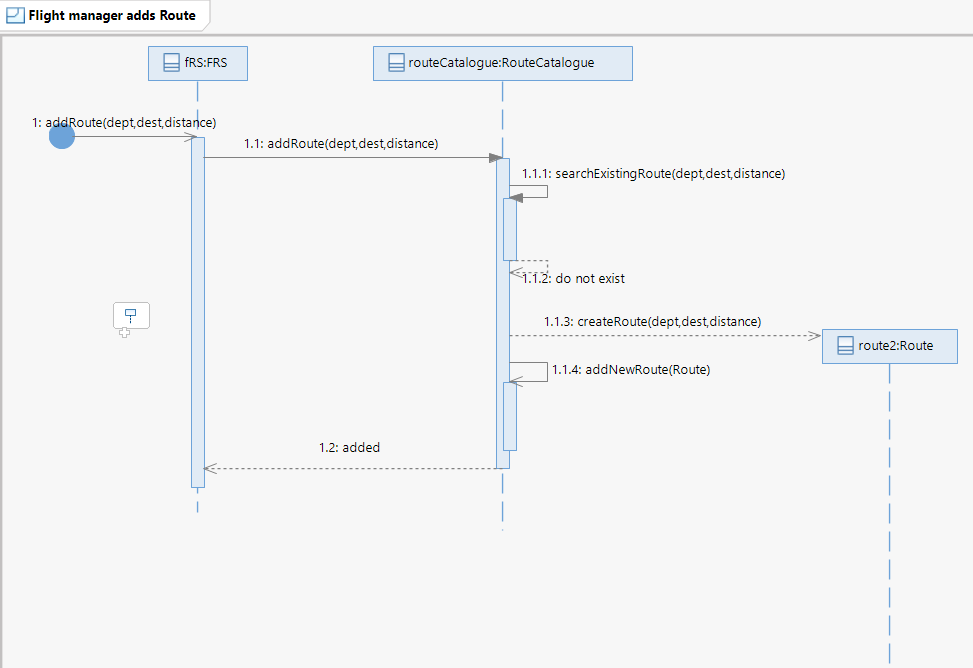 Flight manager adds Route
fRS:FRS
routeCatalogue:RouteCatalogue
1: addRoute(dept,dest,distance)
1.1: addRoute(dept,dest,distance)
1.1.1: searchExistingRoute(dept,dest,distance)
1.1.2: do not exist
1.1.3: createRoute(dept,dest,distance)
route2:Route
1.1.4: addNewRoute(Route)
1.2: added